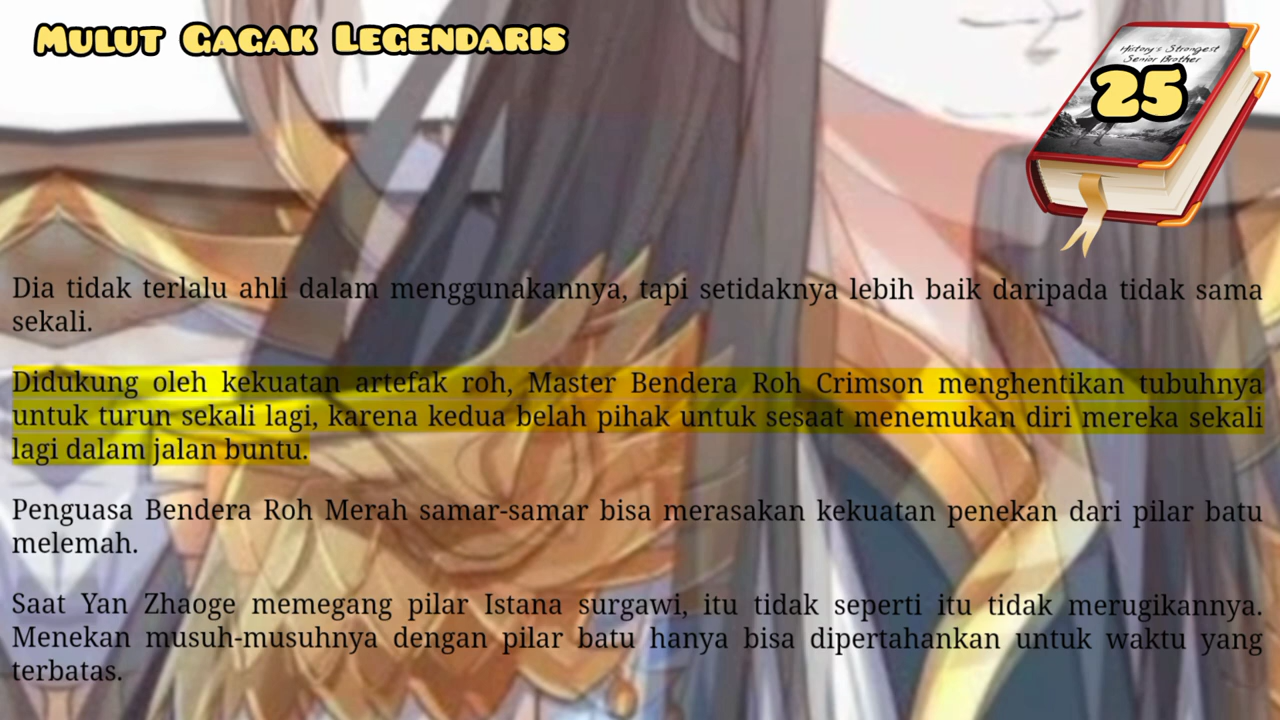 Mulut Gagak Legendaris
History's Strongest
Senior Brother
25
Dia tidak terlalu ahli dalam menggunakannya, tapi setidaknya lebih baik daripada tidak sama
sekali.
Didukung oleh kekuatan artefak roh, Master Bendera Roh Crimson menghentikan tubuhnya
untuk turun sekali lagi, karena kedua belah pihak untuk sesaat menemukan diri mereka sekali
lagi dalam jalan buntu.
Penguasa Bendera Roh Merah samar-samar bisa merasakan kekuatan penekan dari pilar batu
melemah.
Saat Yan Zhaoge memegang pilar Istana surgawi, itu tidak seperti itu tidak merugikannya.
Menekan musuh-musuhnya dengan pilar batu hanya bisa dipertahankan untuk waktu yang
terbatas.